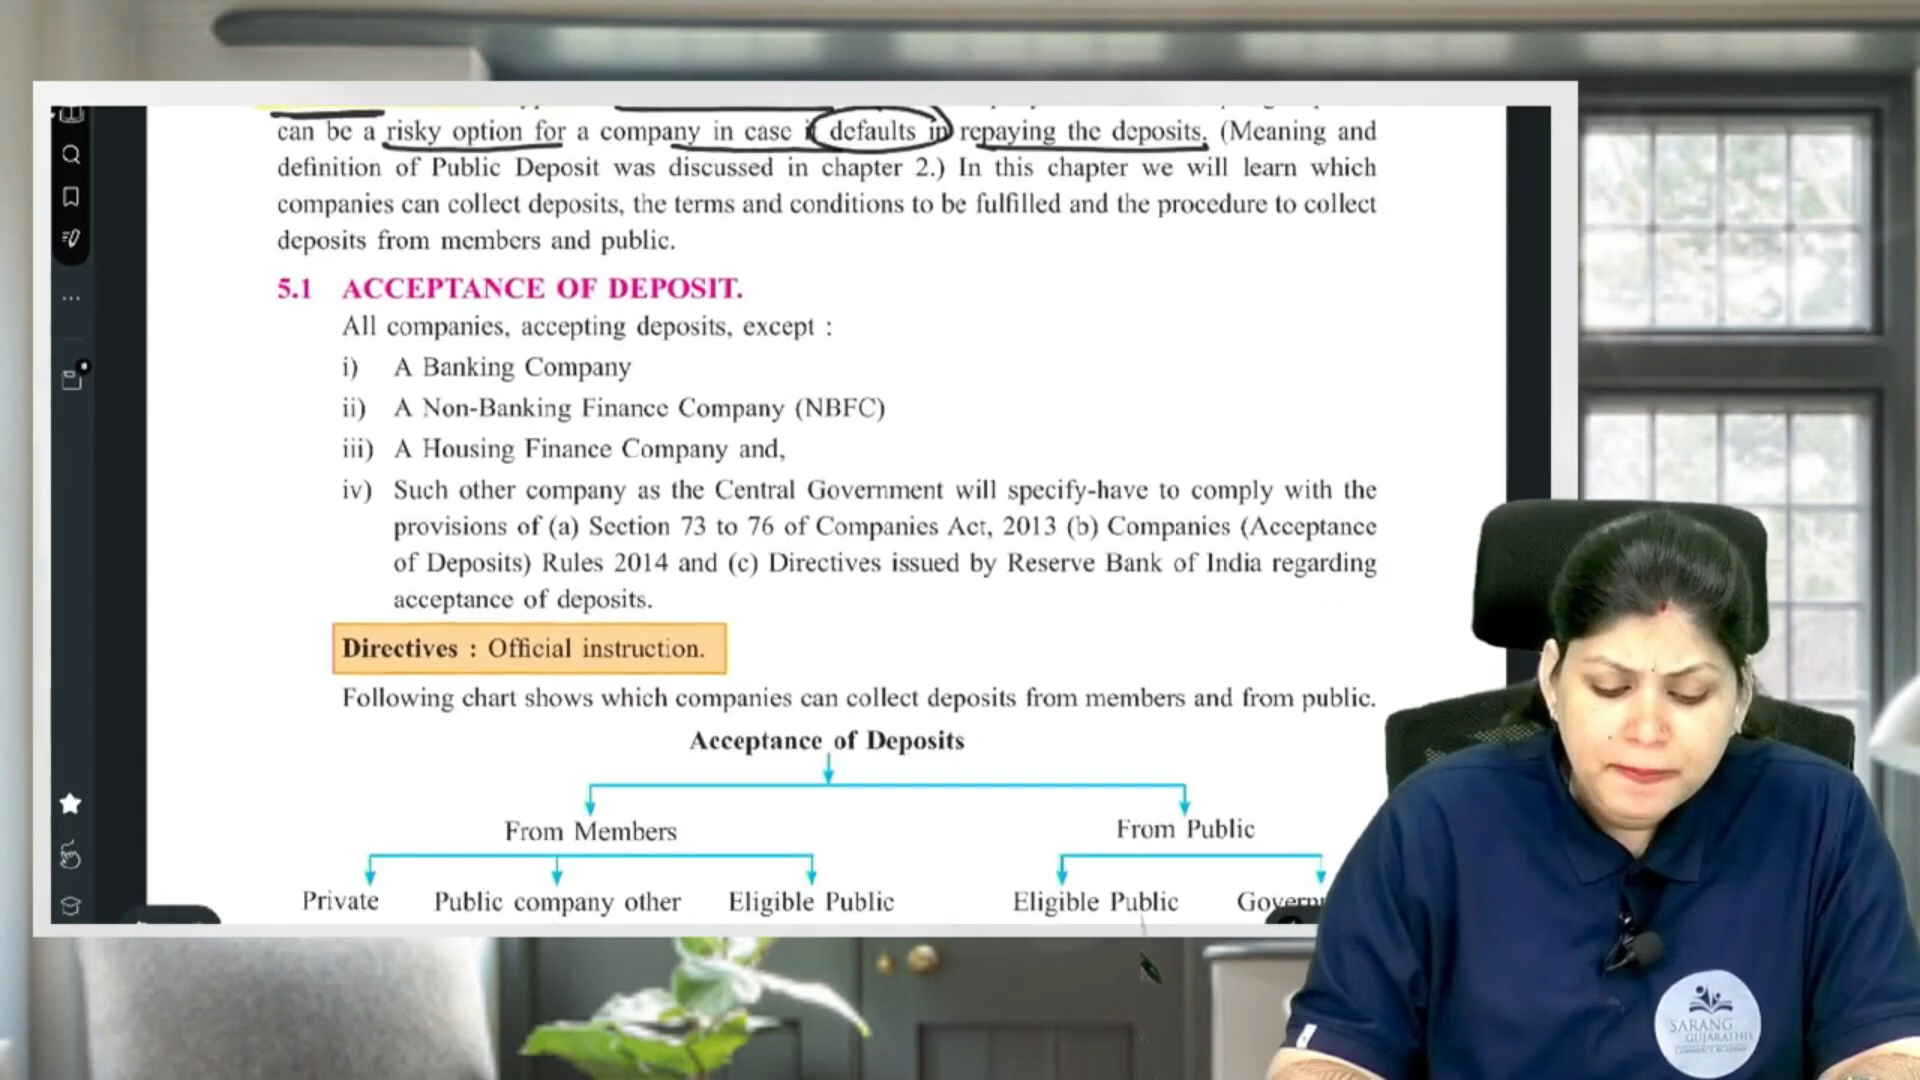 can be a risky option for a company in case it defaults in repaying the deposits. (Meaning and
definition of Public Deposit was discussed in chapter 2.) In this chapter we will learn which
companies can collect deposits, the terms and conditions to be fulfilled and the procedure to collect
deposits from members and public.
5.1 ACCEPTANCE OF DEPOSIT.
All companies, accepting deposits, except :
i) A Banking Company
ii) A Non-Banking Finance Company (NBFC)
iii) A Housing Finance Company and,
iv) Such other company as the Central Government will specify-have to comply with the
provisions of (a) Section 73 to 76 of Companies Act, 2013 (b) Companies (Acceptance
of Deposits) Rules 2014 and (c) Directives issued by Reserve Bank of India regarding
acceptance of deposits.
Directives : Official instruction.
Following chart shows which companies can collect deposits from members and from public.
Acceptance of Deposits
From Members From Public
Private Public company other Eligible Public Eligible Public
SARANG
GUJARATHI'S
COMMERCE ACADEMY